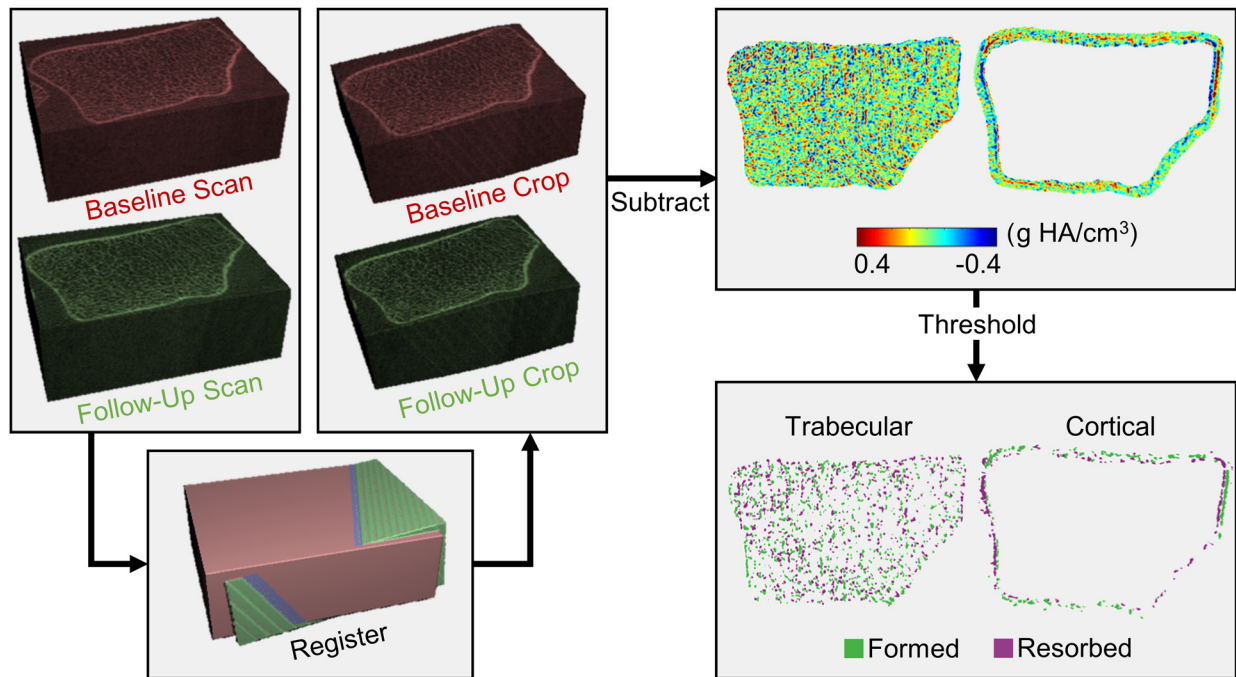 Baseline Scan
Follow-Up Scan
Baseline Crop
Follow-Up Crop
Register
Subtract
(g HA/cm³)
0.4 -0.4
Threshold
Trabecular Cortical
Formed Resorbed